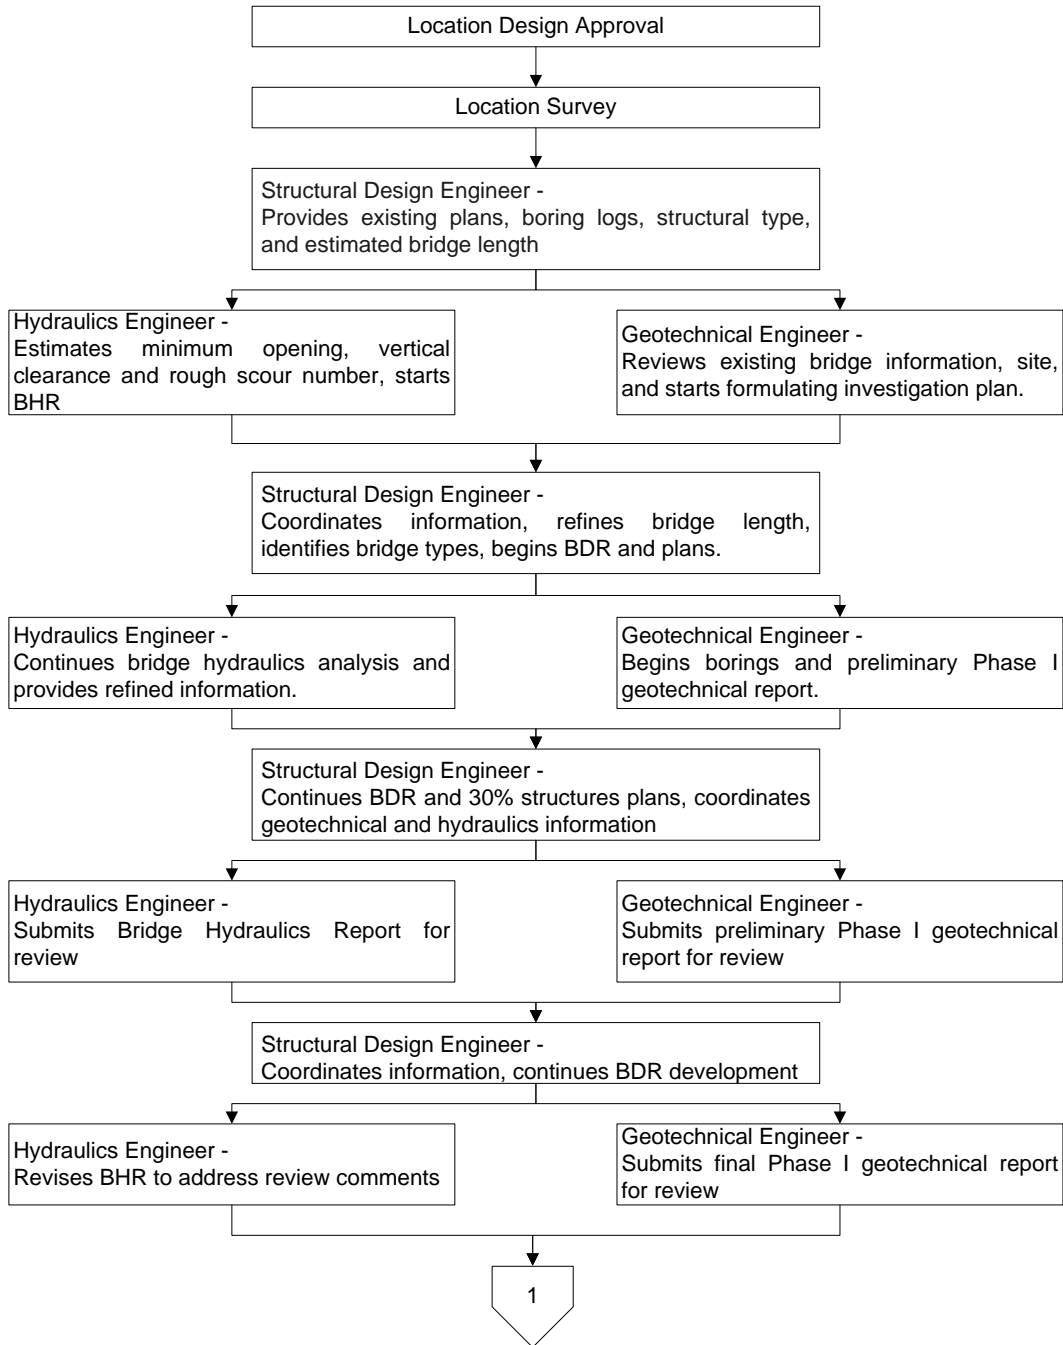 Location Design Approval
Location Survey
Structural Design Engineer -
Provides existing plans, boring logs, structural type,
and estimated bridge length
Hydraulics Engineer -
Estimates minimum opening, vertical
clearance and rough scour number, starts
BHR
Geotechnical Engineer -
Reviews existing bridge information, site,
and starts formulating investigation plan.
Structural Design Engineer -
Coordinates information, refines bridge length,
identifies bridge types, begins BDR and plans.
Hydraulics Engineer -
Continues bridge hydraulics analysis and
provides refined information.
Geotechnical Engineer -
Begins borings and preliminary Phase I
geotechnical report.
Structural Design Engineer -
Continues BDR and 30% structures plans, coordinates
geotechnical and hydraulics information
Hydraulics Engineer -
Submits Bridge Hydraulics Report for
review
Geotechnical Engineer -
Submits preliminary Phase I geotechnical
report for review
Structural Design Engineer -
Coordinates information, continues BDR development
Hydraulics Engineer -
Revises BHR to address review comments
Geotechnical Engineer -
Submits final Phase I geotechnical report
for review
1